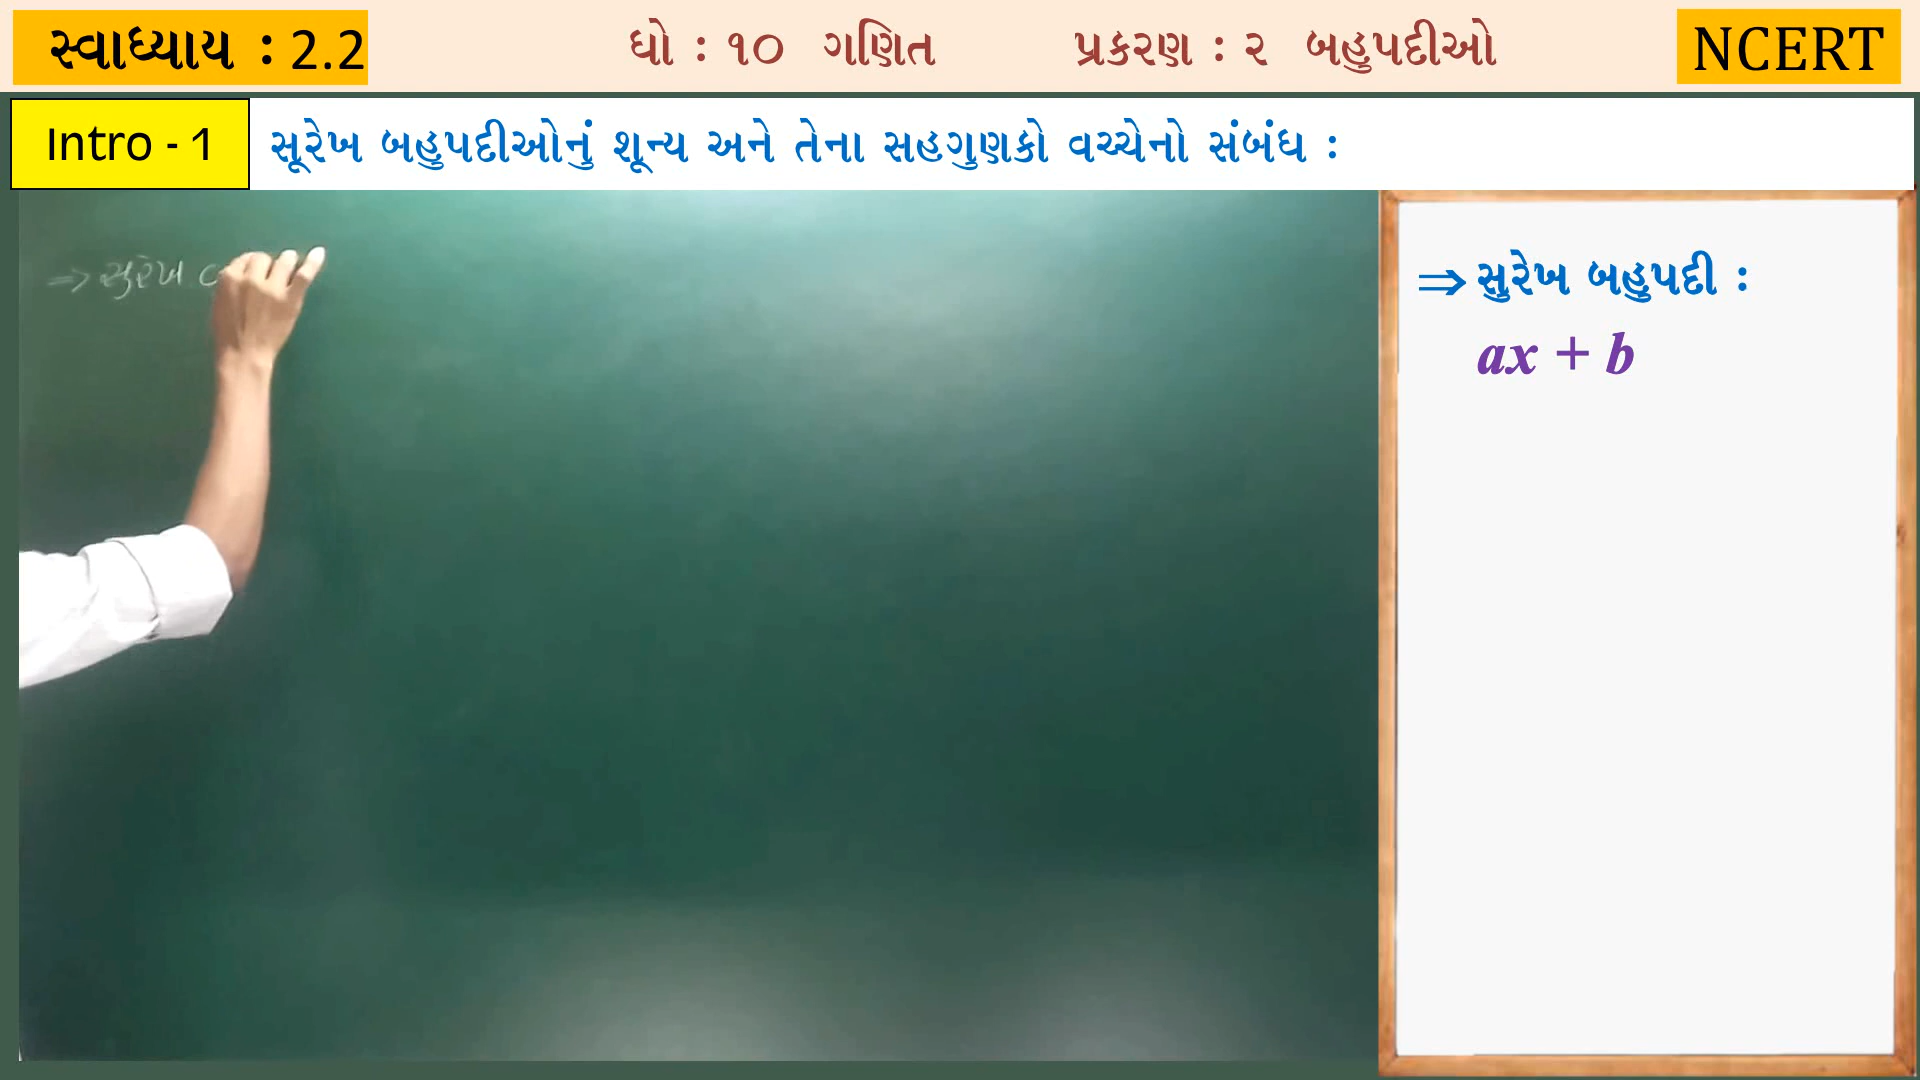 સ્વાધ્યાય : 2.2
ધો : ૧૦ ગણિત પ્રકરણ : ૨ બહુપદીઓ
NCERT
Intro - 1
સૂરેખ બહુપદીઓનું શૂન્ય અને તેના સહગુણકો વચ્ચેનો સંબંધ :
⇒ સુરેખ
⇒ સુરેખ બહુપદી :
ax + b